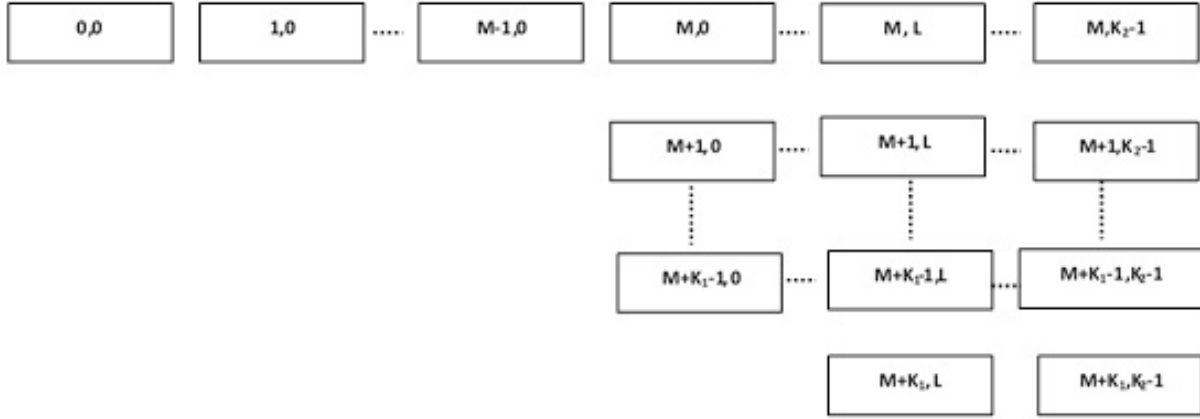 0,0 1,0 ..... M-1,0 M,0 ..... M, L ..... M,K₂-1
M+1,0 ..... M+1,L ..... M+1,K₂-1
M+K₁-1,0 ..... M+K₁-1,L ..... M+K₁-1,K₂-1
M+K₁,L M+K₁,K₂-1